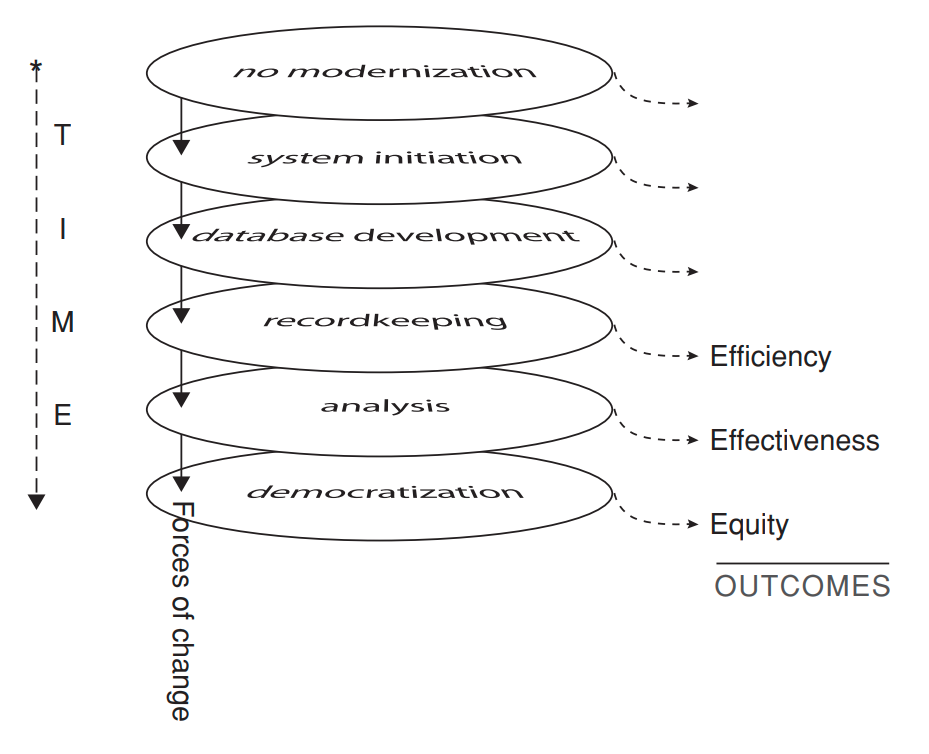 *
no modernization
T
system initiation
I
database development
M
recordkeeping
Efficiency
E
analysis
Effectiveness
democratization
Equity
OUTCOMES
Forces of change